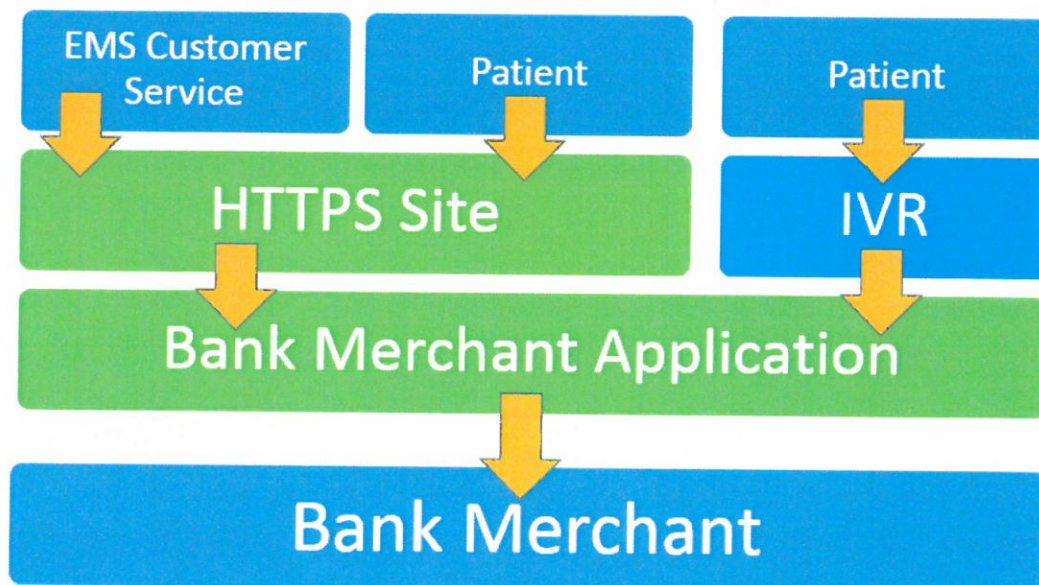 EMS Customer
Service
Patient
Patient
HTTPS Site
IVR
Bank Merchant Application
Bank Merchant